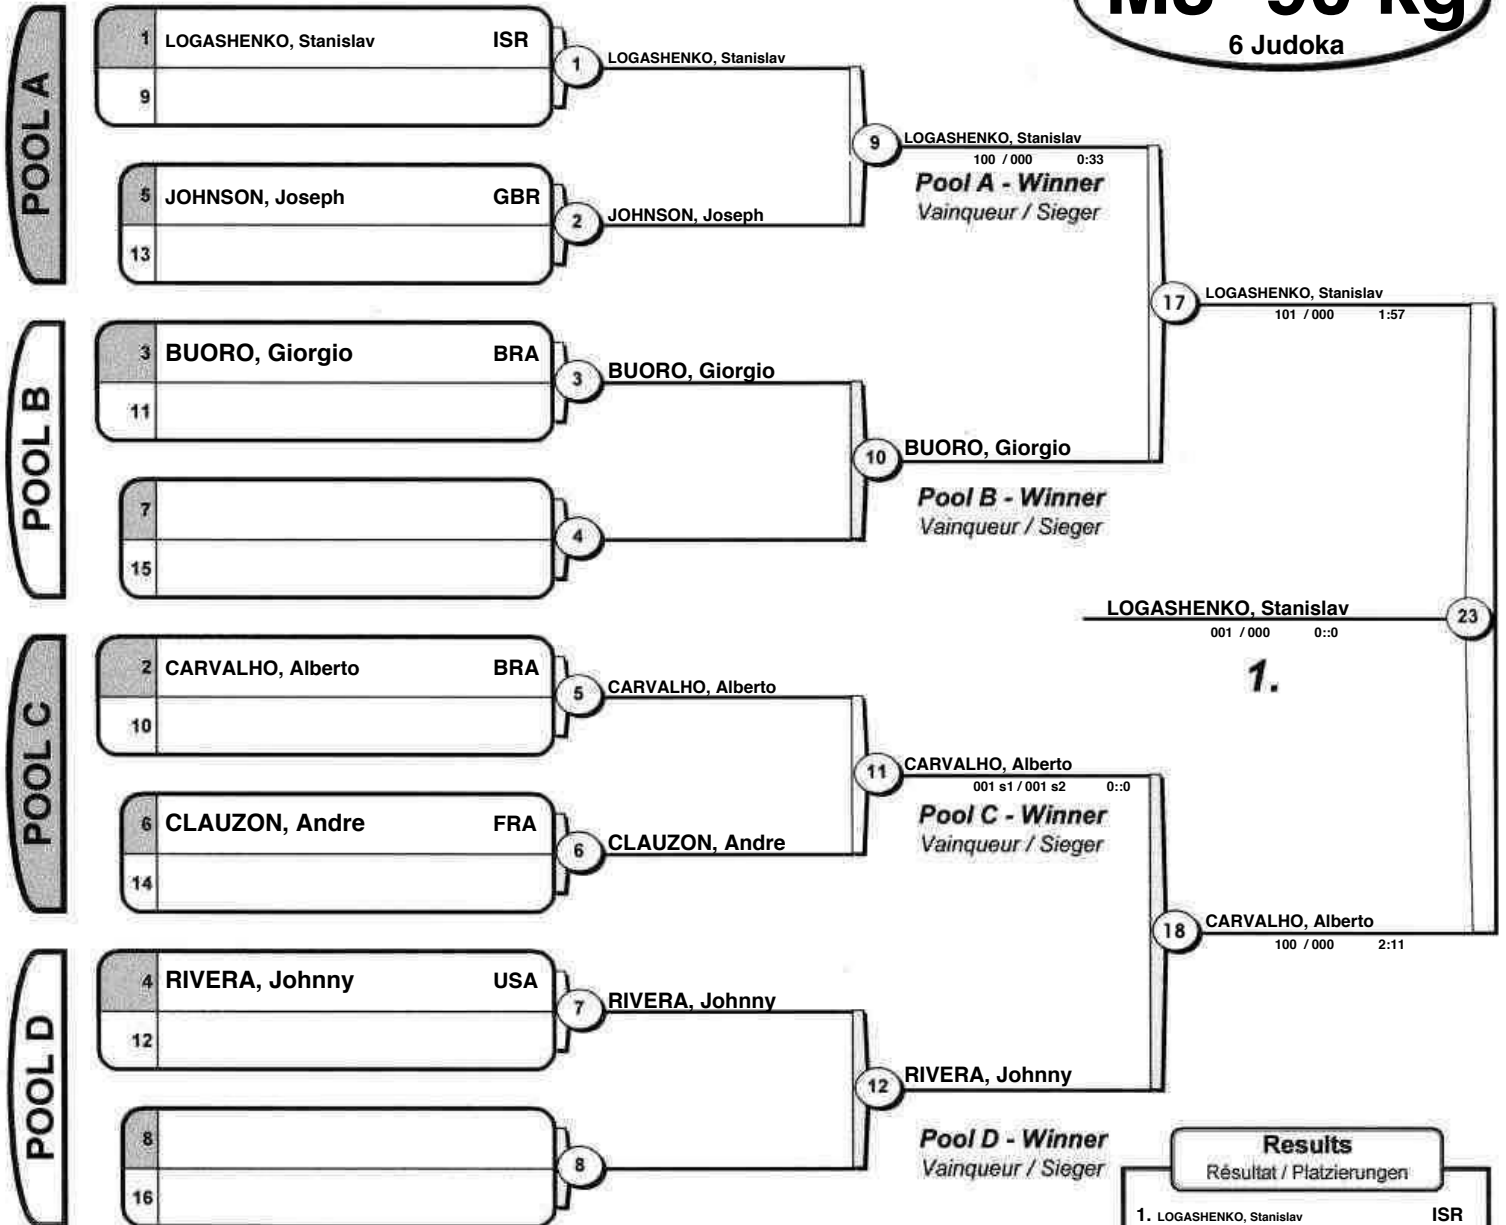 M8 -90 kg
6 Judoka
POOL A
1 LOGASHENKO, Stanislav ISR
9
5 JOHNSON, Joseph GBR
13
1 LOGASHENKO, Stanislav
2 JOHNSON, Joseph
9 LOGASHENKO, Stanislav
100 / 000 0:33
Pool A - Winner
Vainqueur / Sieger
POOL B
3 BUORO, Giorgio BRA
11
7
15
3 BUORO, Giorgio
4
10 BUORO, Giorgio
Pool B - Winner
Vainqueur / Sieger
17 LOGASHENKO, Stanislav
101 / 000 1:57
LOGASHENKO, Stanislav 23
001 / 000 0::0
1.
POOL C
2 CARVALHO, Alberto BRA
10
6 CLAUZON, Andre FRA
14
5 CARVALHO, Alberto
6 CLAUZON, Andre
11 CARVALHO, Alberto
001 s1 / 001 s2 0::0
Pool C - Winner
Vainqueur / Sieger
18 CARVALHO, Alberto
100 / 000 2:11
POOL D
4 RIVERA, Johnny USA
12
8
16
7 RIVERA, Johnny
8
12 RIVERA, Johnny
Pool D - Winner
Vainqueur / Sieger
Results
Résultat / Platzierungen
1. LOGASHENKO, Stanislav ISR